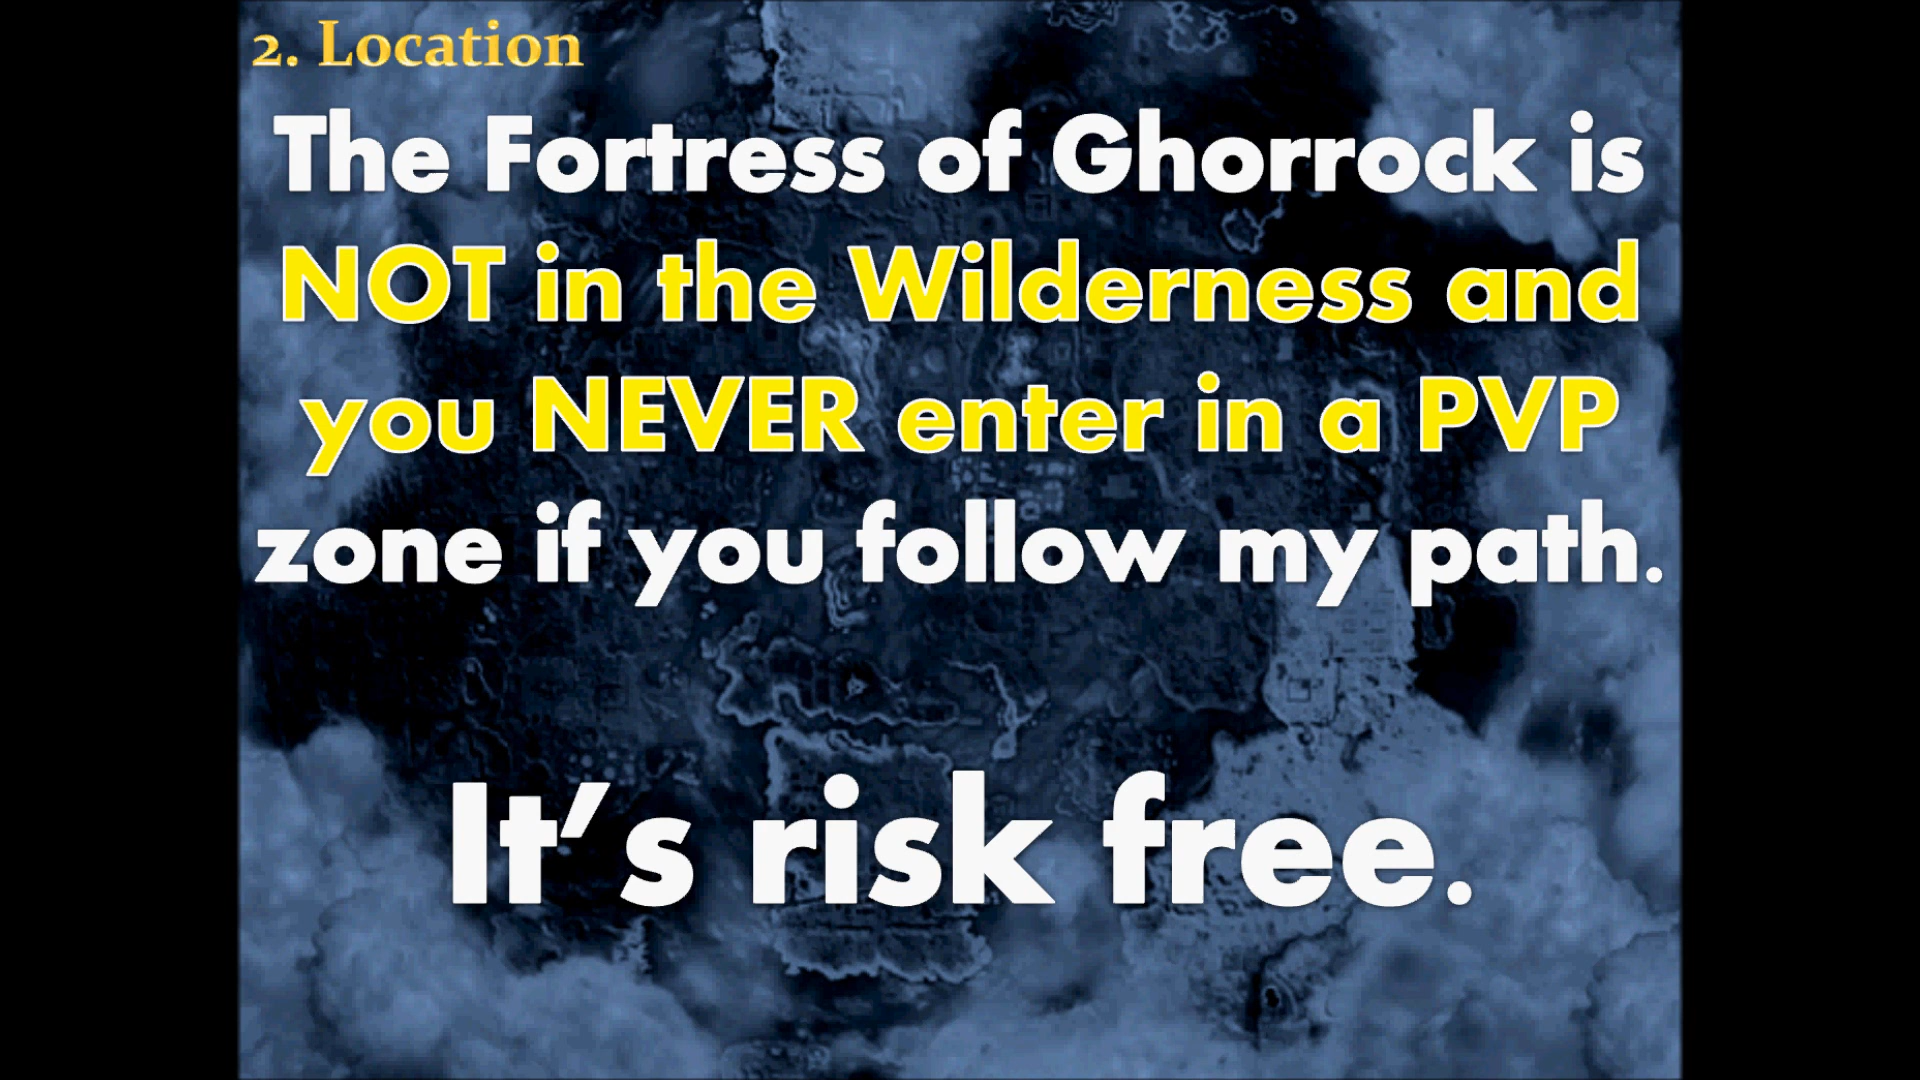 2. Location
The Fortress of Ghorrock is
NOT in the Wilderness and
you NEVER enter in a PVP
zone if you follow my path.
It’s risk free.